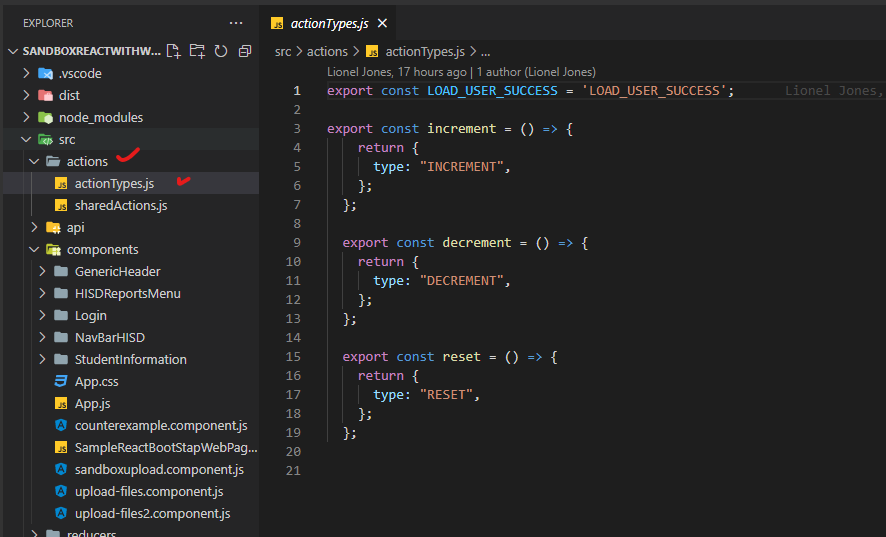 EXPLORER
...
actionTypes.js
SANDBOXREACTWITHW...
src > actions > actionTypes.js > ...
.vscode
dist
node_modules
src
actions
actionTypes.js
sharedActions.js
api
components
GenericHeader
HISDReportsMenu
Login
NavBarHISD
StudentInformation
App.css
App.js
counterexample.component.js
SampleReactBootStapWebPag...
sandboxupload.component.js
upload-files.component.js
upload-files2.component.js
reducers
Lionel Jones, 17 hours ago | 1 author (Lionel Jones)
1 export const LOAD_USER_SUCCESS = 'LOAD_USER_SUCCESS'; Lionel Jones,
2
3 export const increment = () => {
4 return {
5 type: "INCREMENT",
6 };
7 };
8
9 export const decrement = () => {
10 return {
11 type: "DECREMENT",
12 };
13 };
14
15 export const reset = () => {
16 return {
17 type: "RESET",
18 };
19 };
20
21